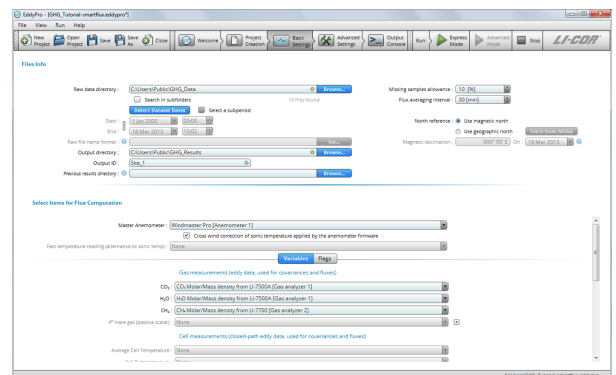 EddyPro - [GHG_Tutorial-smartflux.eddypro*]
File View Run Help
New Project Open Project Save Save As Close Welcome Project Creation Basic Settings Advanced Settings Output Console Run: Express Mode Advanced Mode Stop LI-COR
Files Info
Raw data directory : C:\Users\Public\GHG_Data Browse... Missing samples allowance : 10 [%]
Search in subfolders 19 files found Flux averaging interval : 30 [min]
Detect Dataset Dates Select a subperiod
Start : 1 Jan 2000 00:00 North reference : Use magnetic north
End : 18 Mar 2013 13:02 Use geographic north Fetch from NOAA
Raw file name format : Set... Magnetic declination : 000° 00' E On : 18 Mar 2013
Output directory : C:\Users\Public\GHG_Results Browse...
Output ID : Site_1
Previous results directory : Browse...
Select Items for Flux Computation
Master Anemometer : Windmaster Pro [Anemometer 1]
Cross wind correction of sonic temperature applied by the anemometer firmware
Fast temperature reading (alternative to sonic temp) : None
Variables Flags
Gas measurements (eddy data, used for covariances and fluxes)
CO₂ : CO₂ Molar/Mass density from LI-7500A [Gas analyzer 1]
H₂O : H₂O Molar/Mass density from LI-7500A [Gas analyzer 1]
CH₄ : CH₄ Molar/Mass density from LI-7700 [Gas analyzer 2]
4ᵗʰ trace gas (passive scalar) : None
Cell measurements (closed-path eddy data, used for covariances and fluxes)
Average Cell Temperature : None